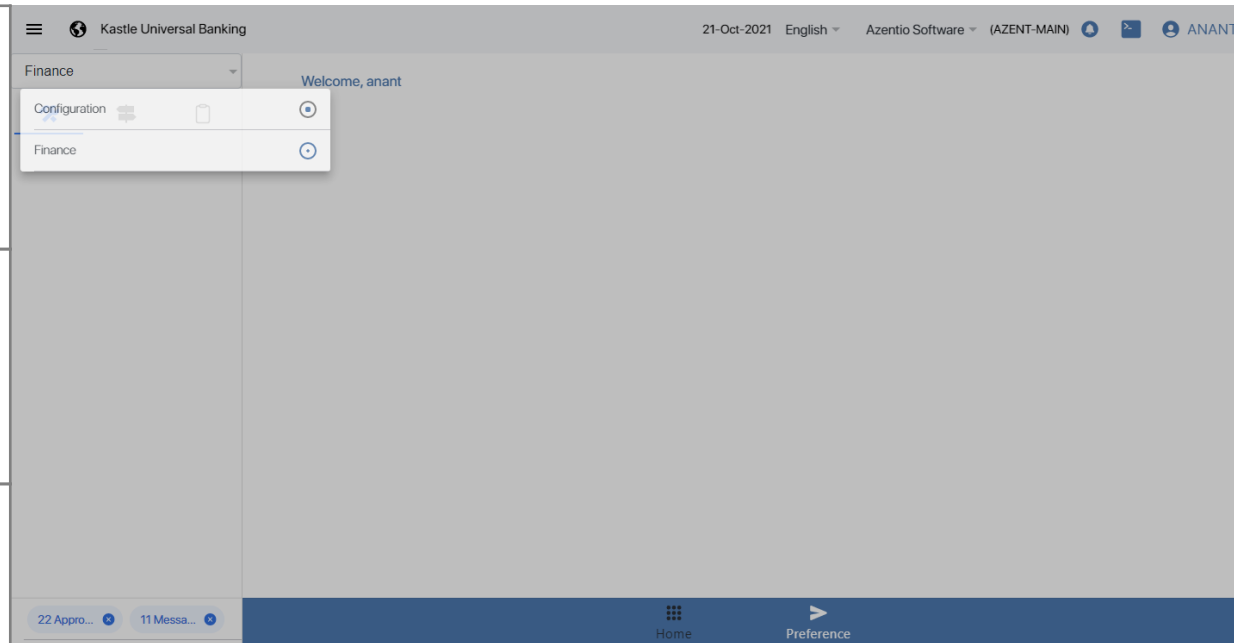 Kastle Universal Banking 21-Oct-2021 English Azentio Software (AZENT-MAIN) ANANT
Finance
Welcome, anant
Configuration
Finance
22 Appro... 11 Messa...
Home Preference